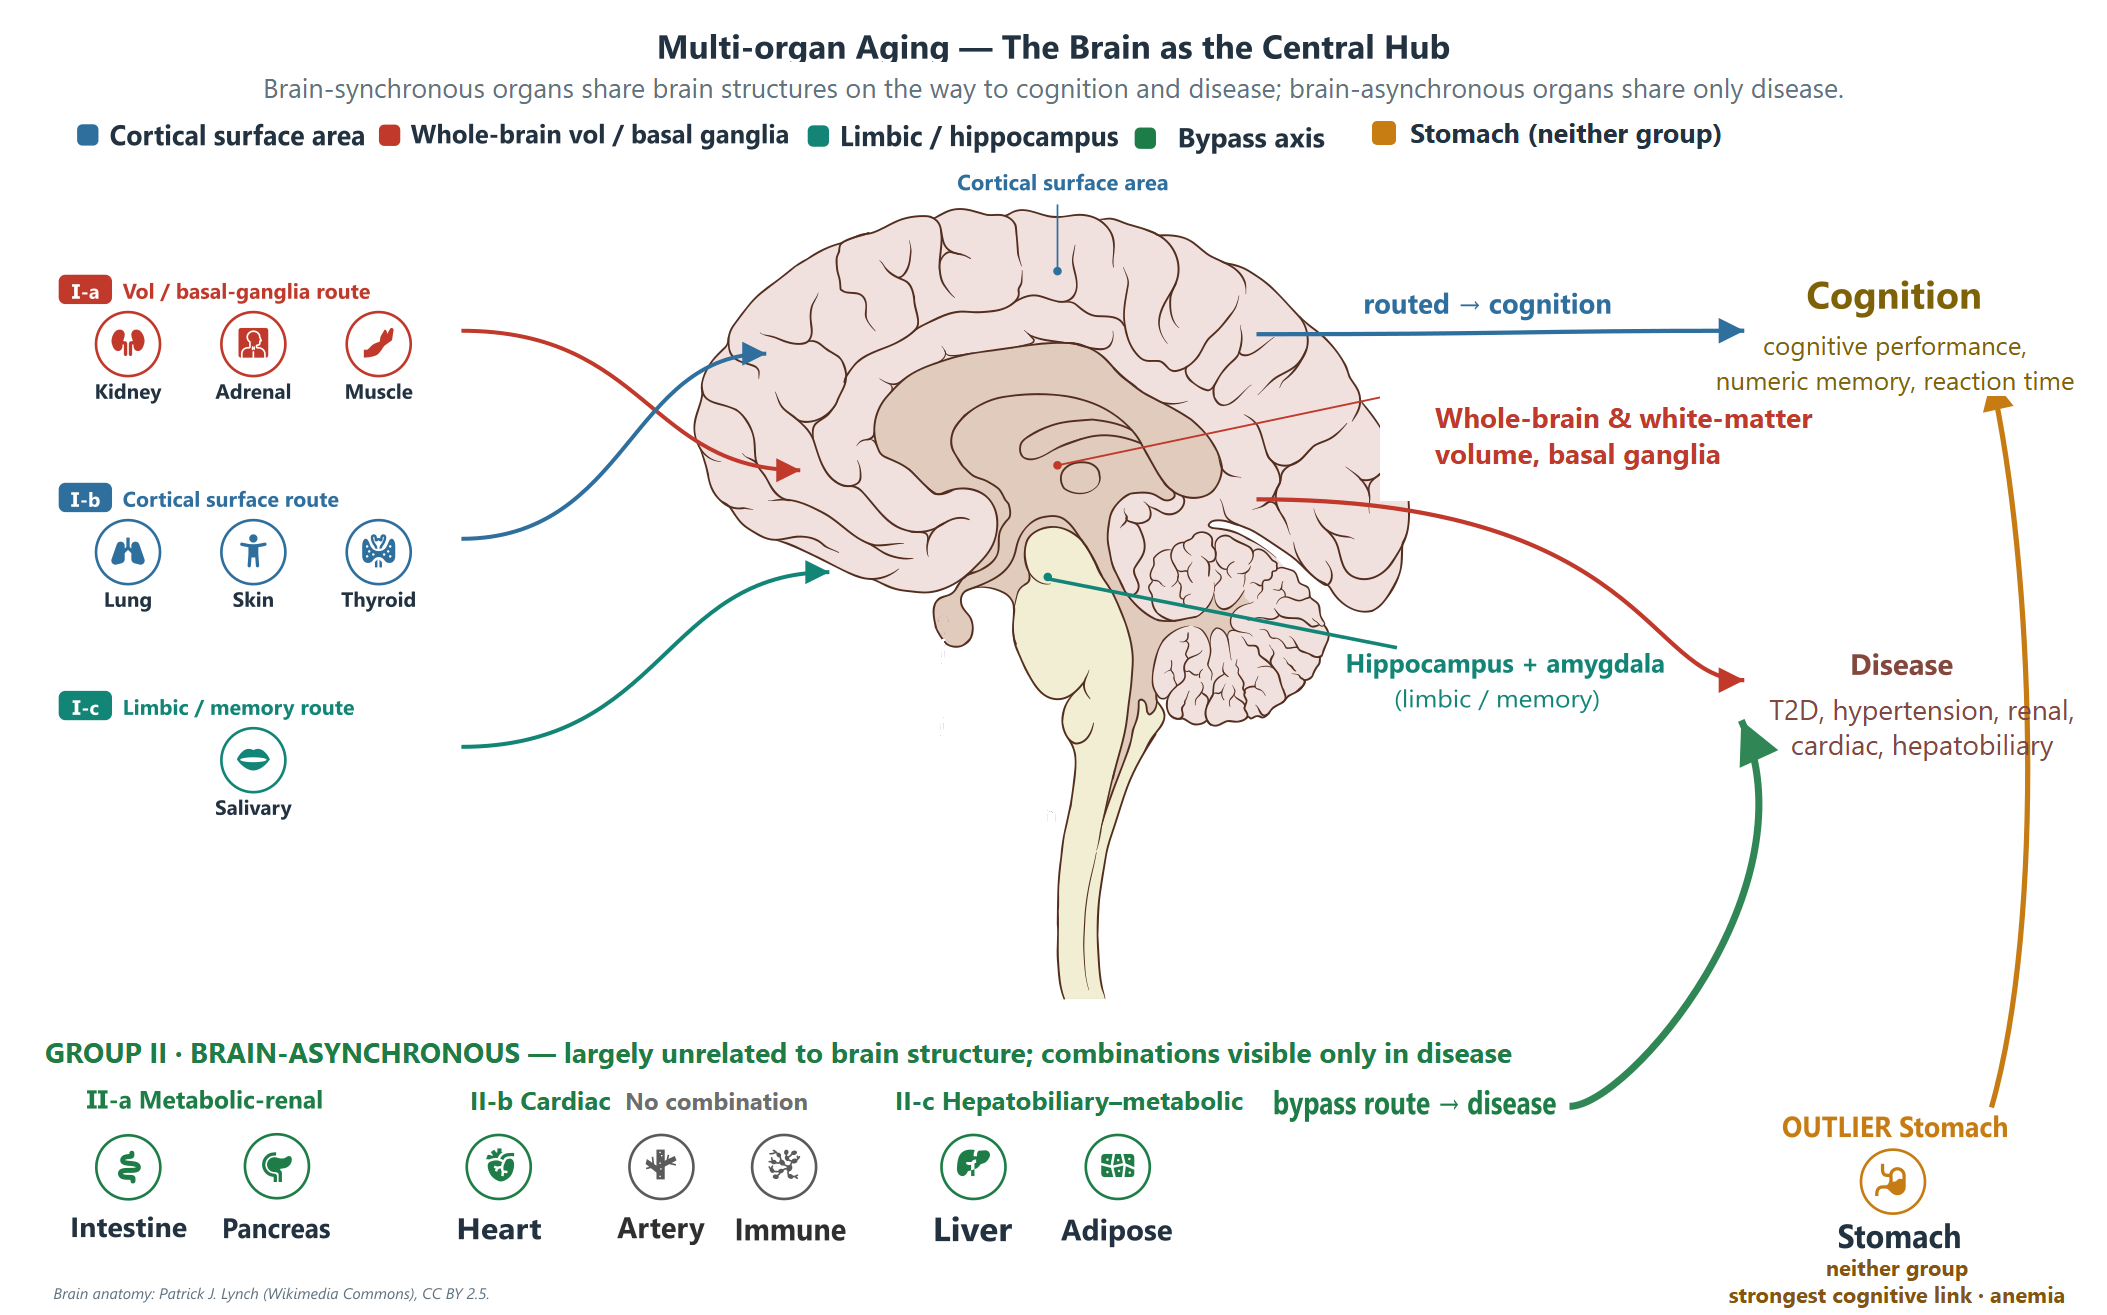 Multi-organ Aging — The Brain as the Central Hub
Brain-synchronous organs share brain structures on the way to cognition and disease; brain-asynchronous organs share only disease.
Cortical surface area
Whole-brain vol / basal ganglia
Limbic / hippocampus
Bypass axis
Stomach (neither group)
Cortical surface area
I-a Vol / basal-ganglia route
Kidney
Adrenal
Muscle
I-b Cortical surface route
Lung
Skin
Thyroid
I-c Limbic / memory route
Salivary
routed → cognition
Cognition
cognitive performance,
numeric memory, reaction time
Whole-brain & white-matter
volume, basal ganglia
Hippocampus + amygdala
(limbic / memory)
Disease
T2D, hypertension, renal,
cardiac, hepatobiliary
GROUP II · BRAIN-ASYNCHRONOUS — largely unrelated to brain structure; combinations visible only in disease
II-a Metabolic-renal
Intestine
Pancreas
II-b Cardiac
Heart
No combination
Artery
Immune
II-c Hepatobiliary–metabolic
Liver
Adipose
bypass route → disease
OUTLIER Stomach
Stomach
neither group
strongest cognitive link · anemia
Brain anatomy: Patrick J. Lynch (Wikimedia Commons), CC BY 2.5.